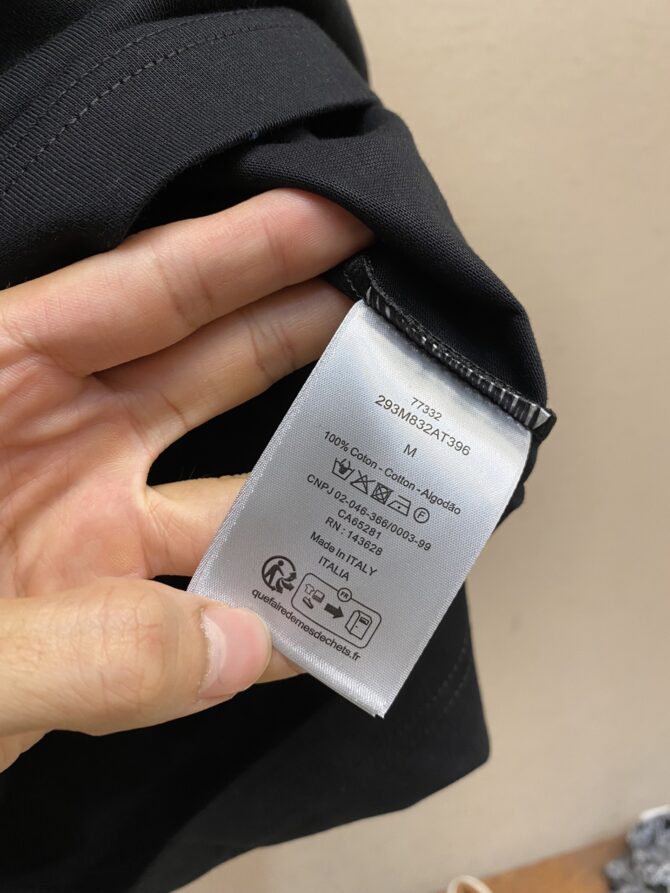 77332
293M832AT396
M
100% Coton - Cotton - Algodão
F
CNPJ 02-046-366/0003-99
CA65281
RN : 143628
Made in ITALY
ITALIA
FR
quefairedemesdechets.fr